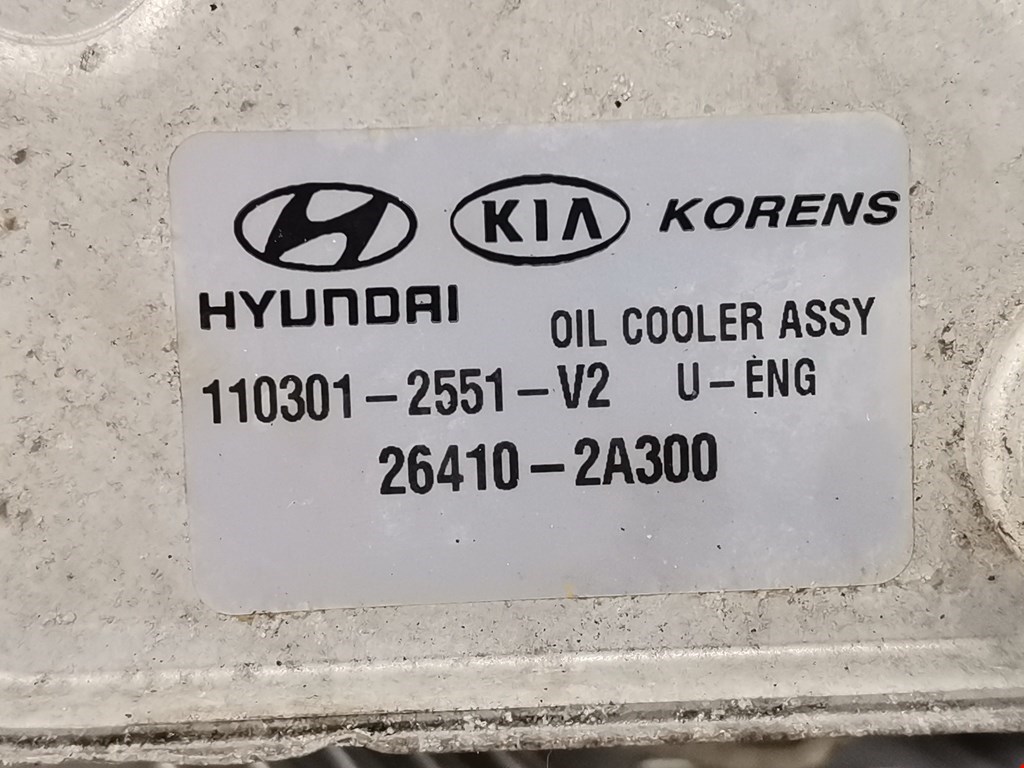 KIA KORENS
HYUNDAI
OIL COOLER ASSY
110301-2551-V2 U-ENG
26410-2A300